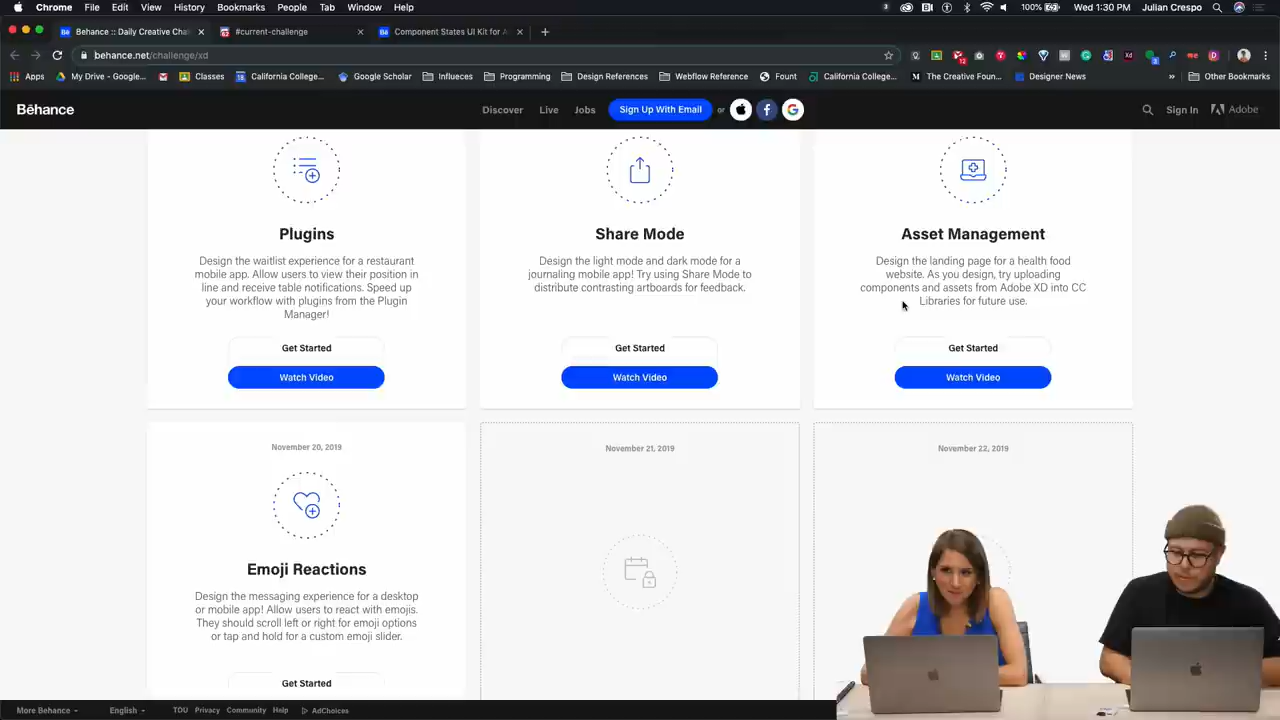 Chrome File Edit View History Bookmarks People Tab Window Help
100% Wed 1:30 PM Julian Crespo
Behance :: Daily Creative Chal
#current-challenge
Component States UI Kit for A
behance.net/challenge/xd
Apps My Drive - Google... Classes California College... Google Scholar Influeces Programming Design References Webflow Reference Fount California College... The Creative Foun... Designer News Other Bookmarks
Bēhance
Discover Live Jobs Sign Up With Email or
Sign In Adobe
Plugins
Design the waitlist experience for a restaurant
mobile app. Allow users to view their position in
line and receive table notifications. Speed up
your workflow with plugins from the Plugin
Manager!
Get Started
Watch Video
Share Mode
Design the light mode and dark mode for a
journaling mobile app! Try using Share Mode to
distribute contrasting artboards for feedback.
Get Started
Watch Video
Asset Management
Design the landing page for a health food
website. As you design, try uploading
components and assets from Adobe XD into CC
Libraries for future use.
Get Started
Watch Video
November 20, 2019
Emoji Reactions
Design the messaging experience for a desktop
or mobile app! Allow users to react with emojis.
They should scroll left or right for emoji options
or tap and hold for a custom emoji slider.
Get Started
November 21, 2019
November 22, 2019
More Behance English TOU Privacy Community Help AdChoices